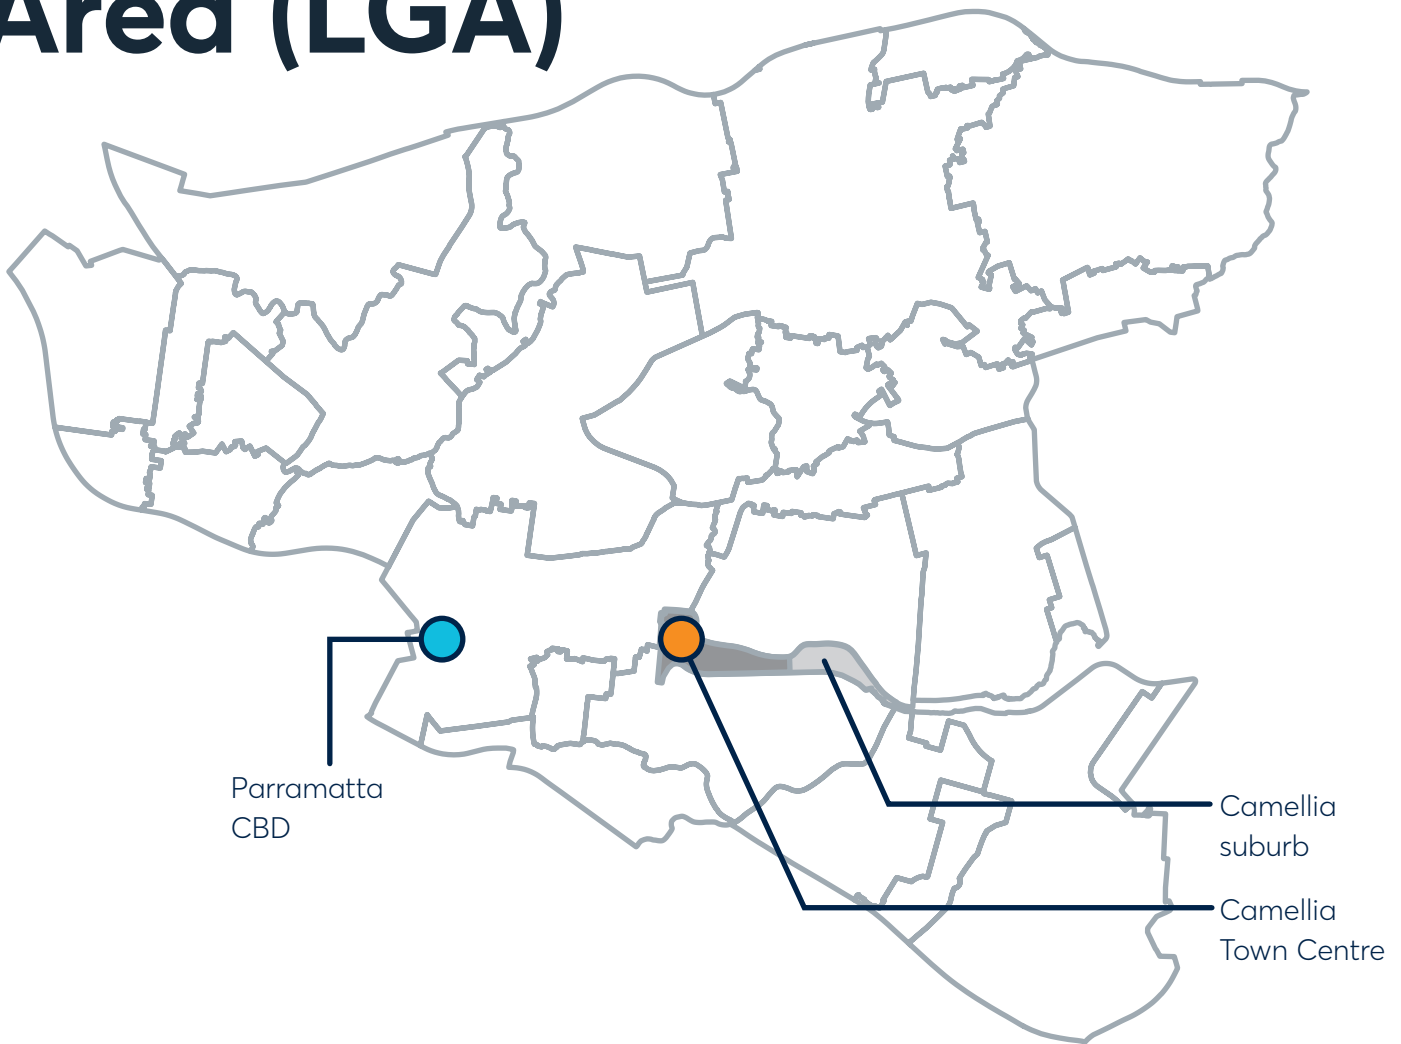 Area (LGA)
Parramatta
CBD
Camellia
suburb
Camellia
Town Centre